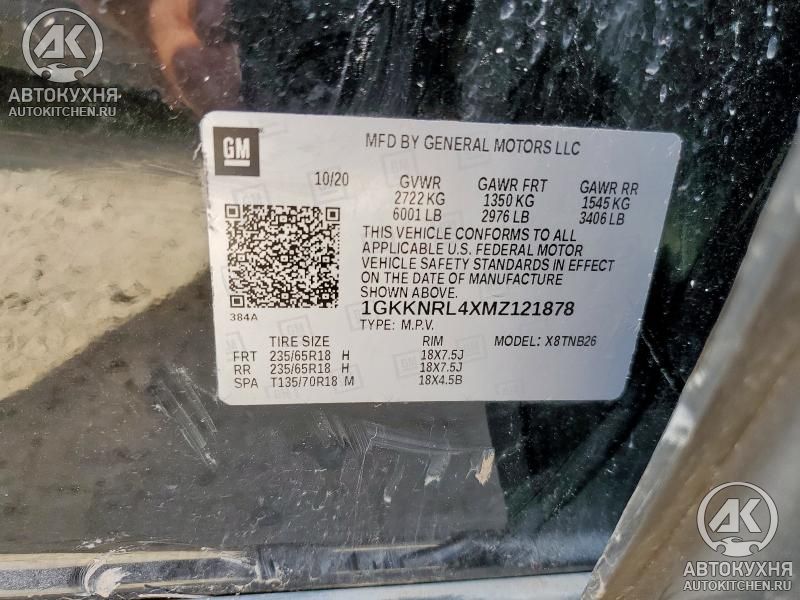 АК
АВТОКУХНЯ
AUTOKITCHEN.RU
GM
MFD BY GENERAL MOTORS LLC
10/20 GVWR GAWR FRT GAWR RR
2722 KG 1350 KG 1545 KG
6001 LB 2976 LB 3406 LB
THIS VEHICLE CONFORMS TO ALL
APPLICABLE U.S. FEDERAL MOTOR
VEHICLE SAFETY STANDARDS IN EFFECT
ON THE DATE OF MANUFACTURE
SHOWN ABOVE.
384A
1GKKNRL4XMZ121878
TYPE: M.P.V.
TIRE SIZE RIM MODEL: X8TNB26
FRT 235/65R18 H 18X7.5J
RR 235/65R18 H 18X7.5J
SPA T135/70R18 M 18X4.5B
АК
АВТОКУХНЯ
AUTOKITCHEN.RU